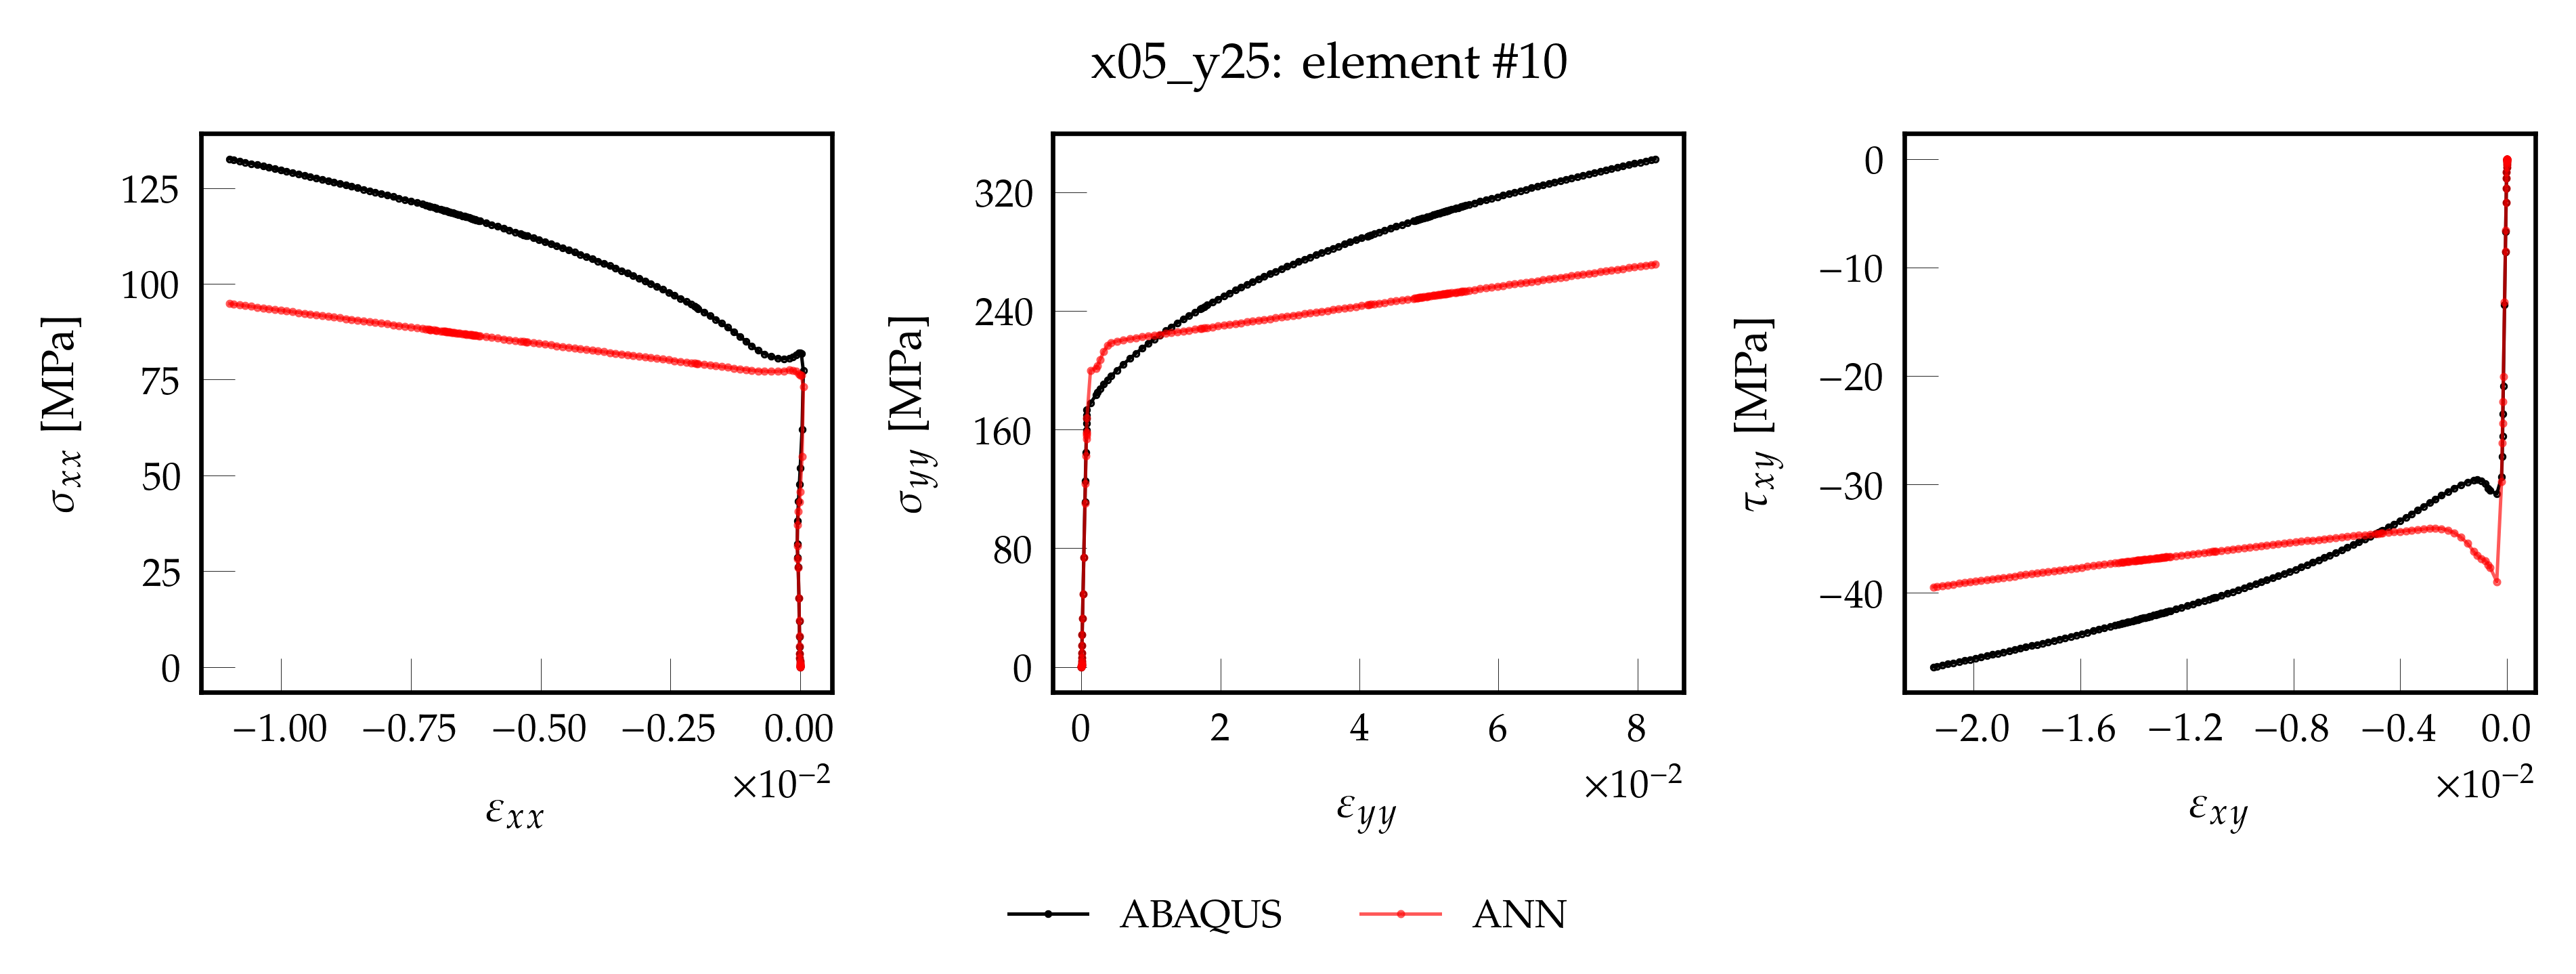 x05_y25: element #10
σxx [MPa]
125
100
75
50
25
0
−1.00 −0.75 −0.50 −0.25 0.00
×10−2
εxx
σyy [MPa]
320
240
160
80
0
0 2 4 6 8
×10−2
εyy
τxy [MPa]
0
−10
−20
−30
−40
−2.0 −1.6 −1.2 −0.8 −0.4 0.0
×10−2
εxy
ABAQUS ANN